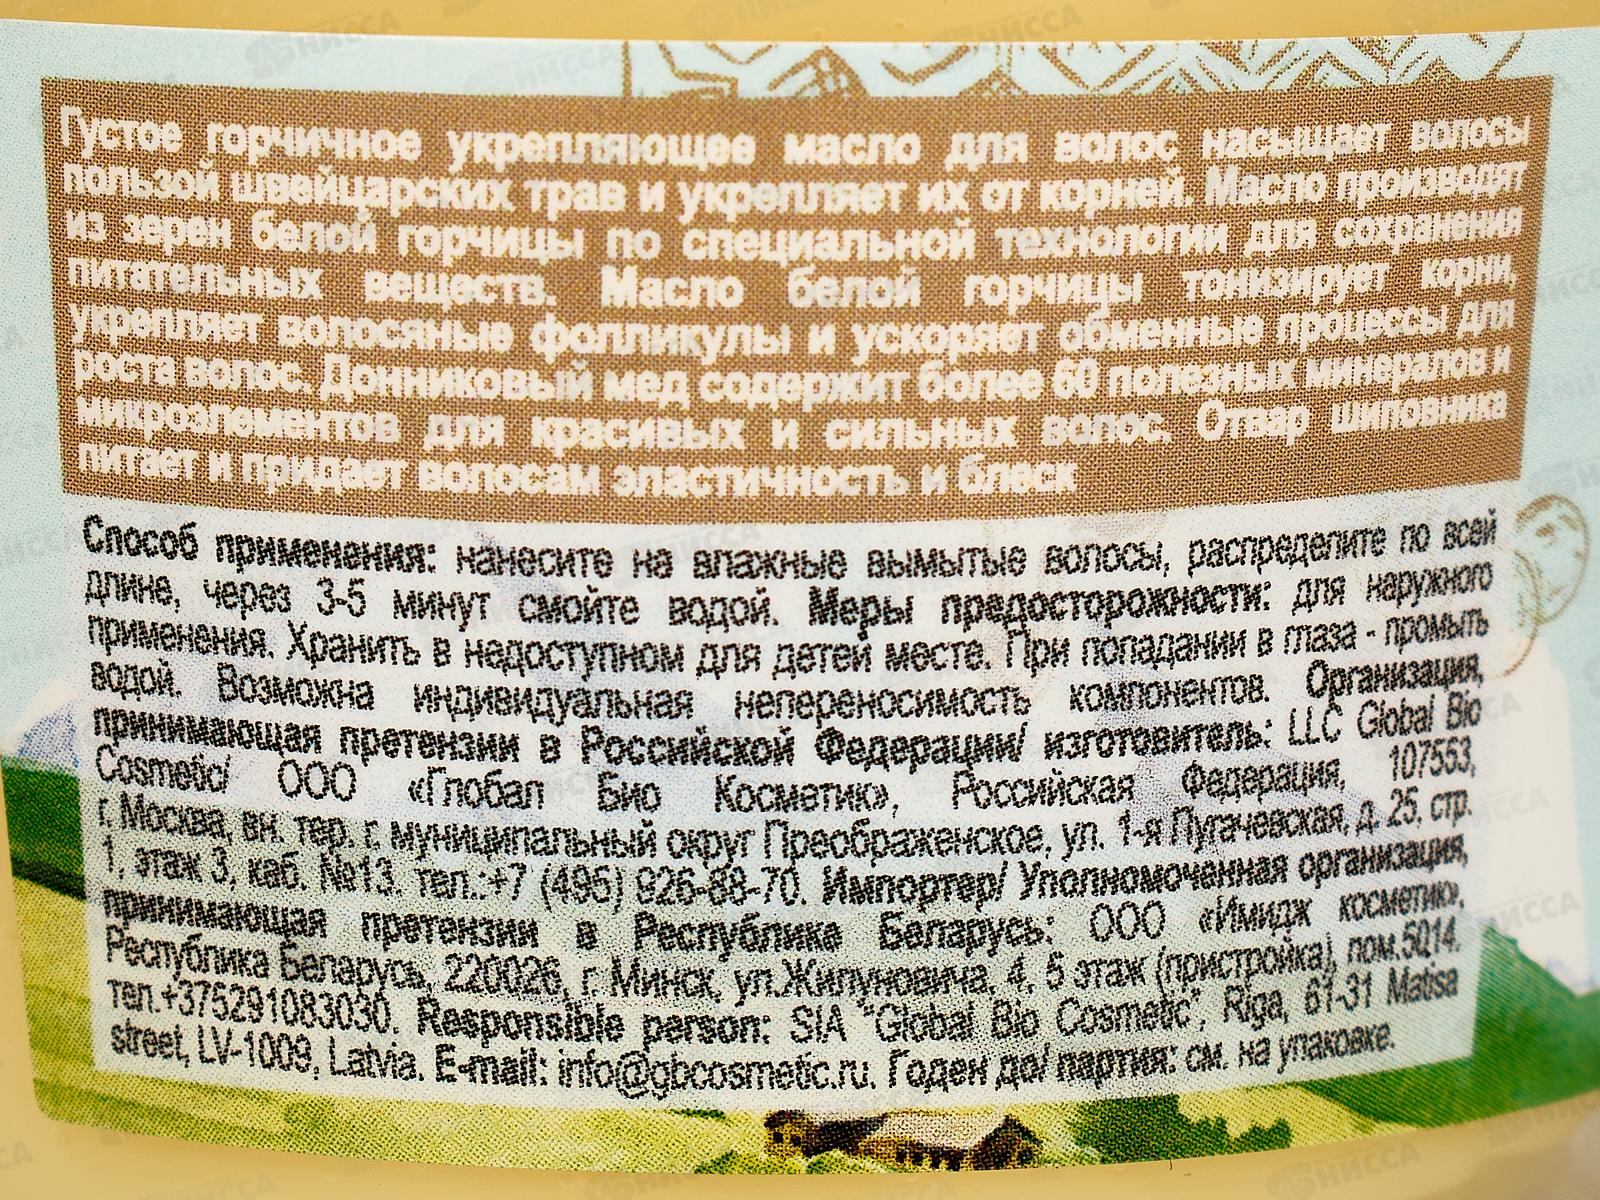 Густое горчичное укрепляющее масло для волос насыщает волосы
пользой швейцарских трав и укрепляет их от корней. Масло производят
из зерен белой горчицы по специальной технологии для сохранения
питательных веществ. Масло белой горчицы тонизирует корни,
укрепляет волосяные фолликулы и ускоряет обменные процессы для
роста волос. Донниковый мед содержит более 60 полезных минералов и
микроэлементов для красивых и сильных волос. Отвар шиповника
питает и придает волосам эластичность и блеск
Способ применения: нанесите на влажные вымытые волосы, распределите по всей
длине, через 3-5 минут смойте водой. Меры предосторожности: для наружного
применения. Хранить в недоступном для детей месте. При попадании в глаза - промыть
водой. Возможна индивидуальная непереносимость компонентов. Организация,
принимающая претензии в Российской Федерации/ изготовитель: LLC Global Bio
Cosmetic/ ООО «Глобал Био Косметик», Российская Федерация, 107553,
г. Москва, вн. тер. г. муниципальный округ Преображенское, ул. 1-я Пугачевская, д. 25, стр.
1, этаж 3, каб. №13. тел.:+7 (495) 926-88-70. Импортер/ Уполномоченная организация,
принимающая претензии в Республике Беларусь: ООО «Имидж косметик»,
Республика Беларусь, 220026, г. Минск, ул.Жилуновича, 4, 5 этаж (пристройка), пом.5Q14.
тел.+375291083030. Responsible person: SIA "Global Bio Cosmetic", Riga, 61-31 Matisa
street, LV-1009, Latvia. E-mail: info@gbcosmetic.ru. Годен до/ партия: см. на упаковке.